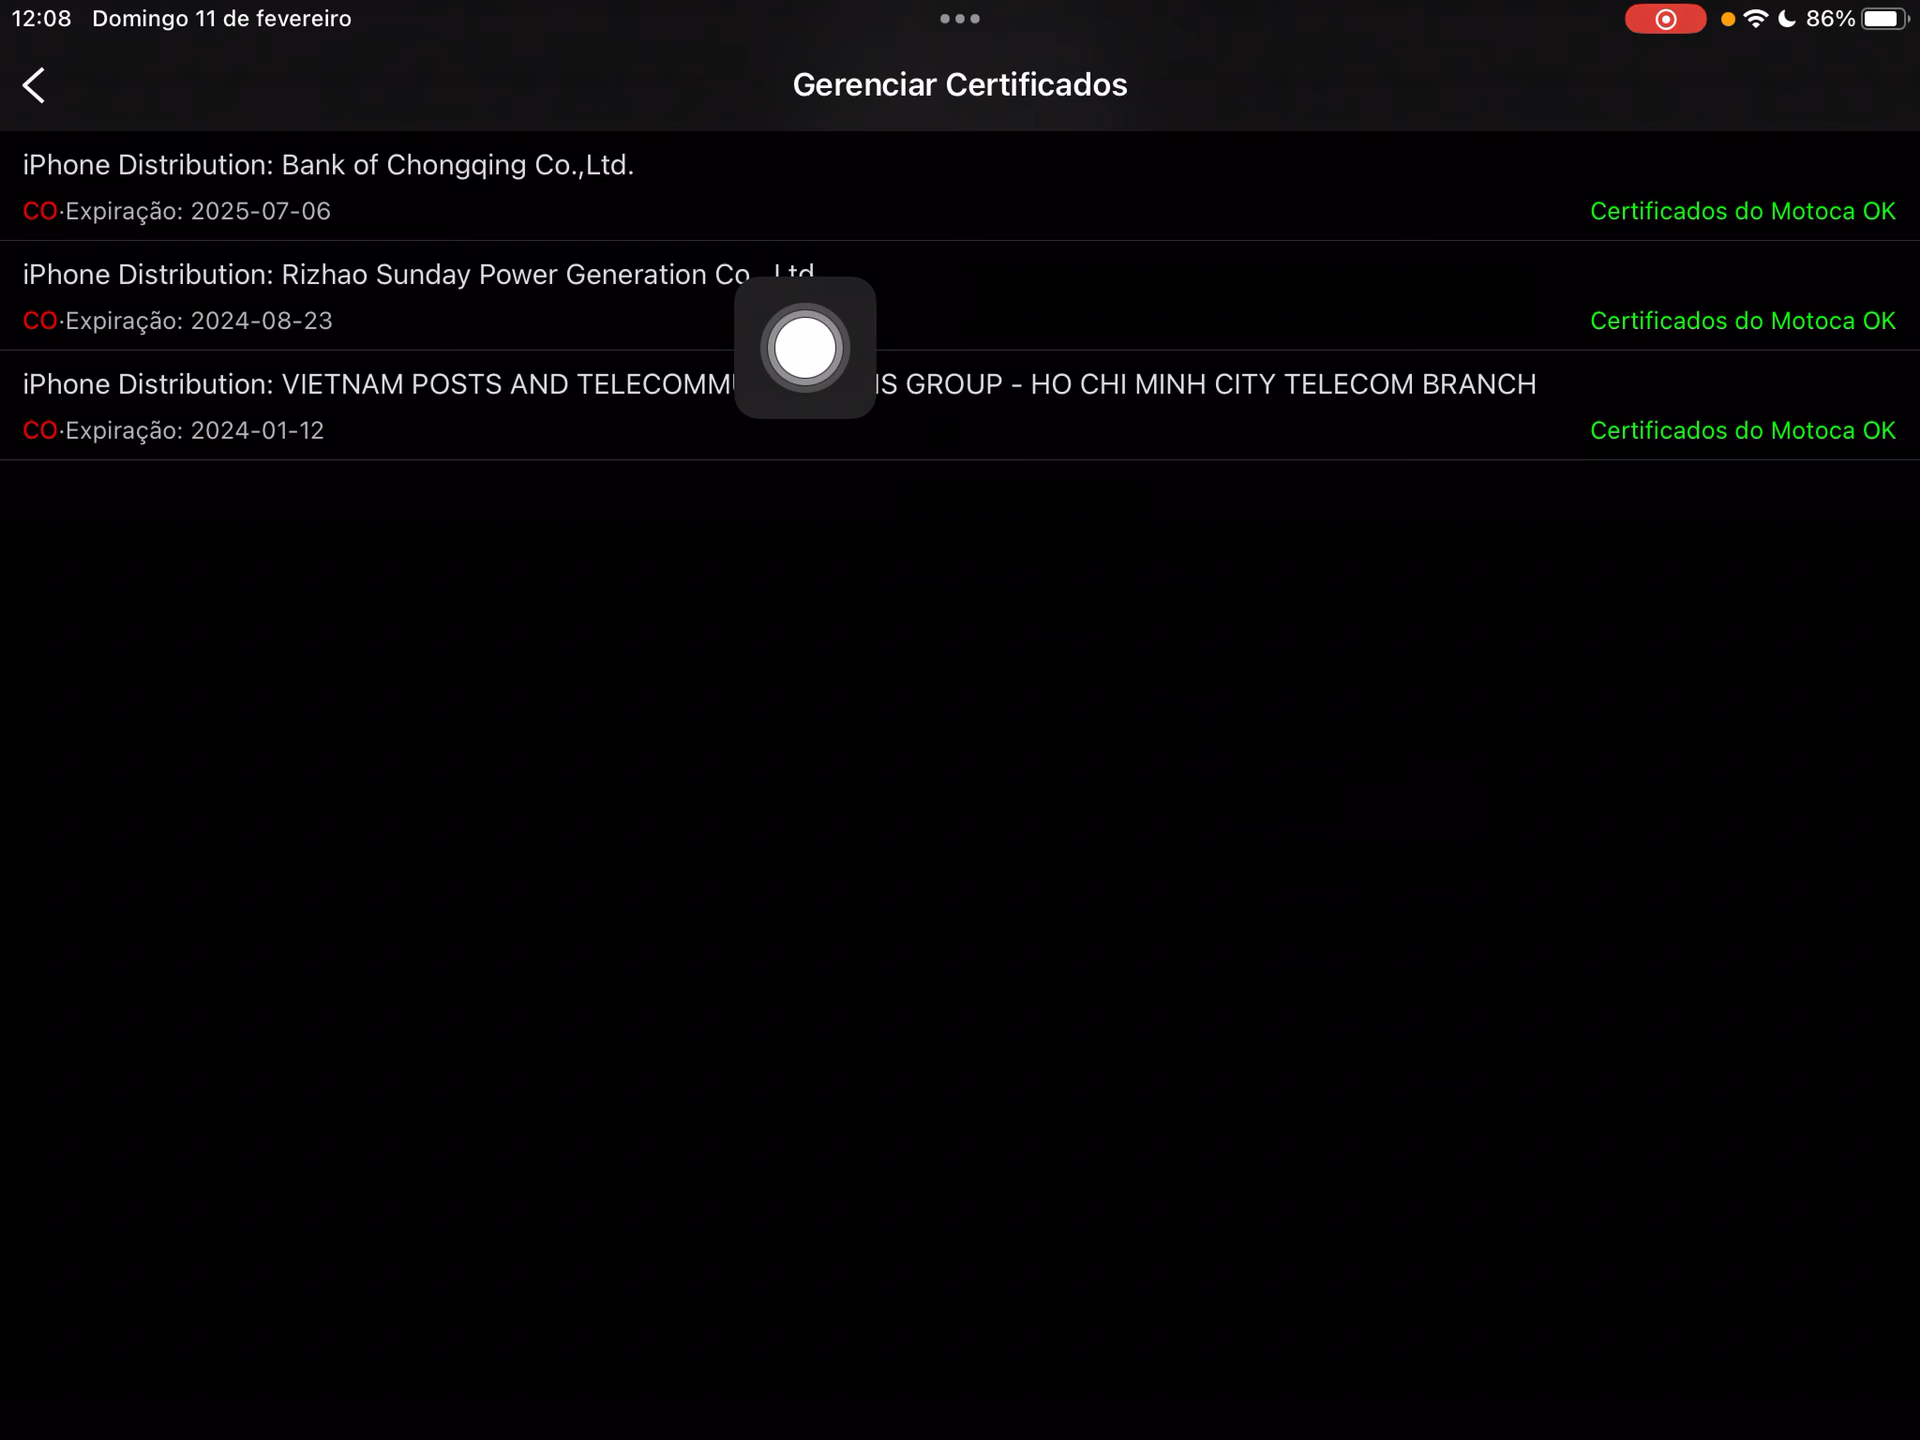 12:08 Domingo 11 de fevereiro 86%
Gerenciar Certificados
iPhone Distribution: Bank of Chongqing Co.,Ltd.
CO·Expiração: 2025-07-06 Certificados do Motoca OK
iPhone Distribution: Rizhao Sunday Power Generation Co., Ltd
CO·Expiração: 2024-08-23 Certificados do Motoca OK
iPhone Distribution: VIETNAM POSTS AND GROUP - HO CHI MINH CITY TELECOM BRANCH
CO·Expiração: 2024-01-12 Certificados do Motoca OK